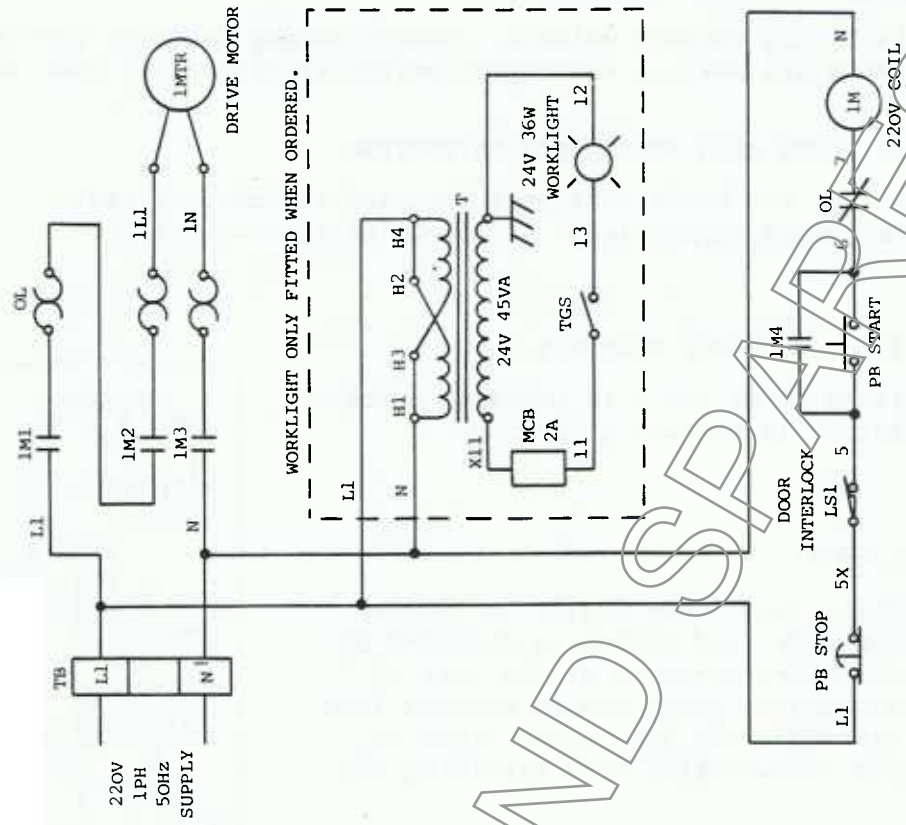 DRIVE MOTOR
1MTR
OL
1L1
1N
1M1
1M2
1M3
L1
N
TB
L1
N
220V
1PH
50Hz
SUPPLY
WORKLIGHT ONLY FITTED WHEN ORDERED.
L1
N
H1
H3
H2
H4
T
24V 45VA
X11
MCB
2A
11
TGS
13
24V 36W
WORKLIGHT
12
L1
PB STOP
5X
DOOR
INTERLOCK
LS1
5
1M4
PB START
6
OL
7
1M
N
220V COIL
ND SPARE